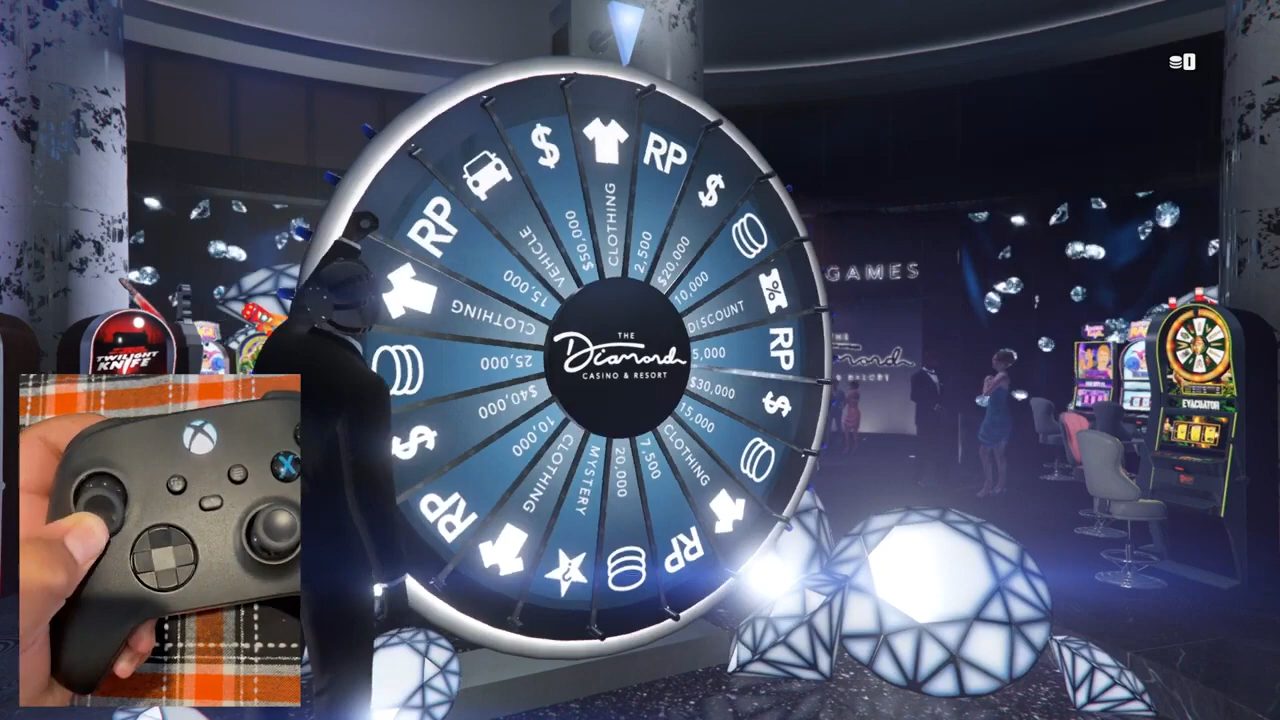 RP
2,500
$
$20,000
10,000
%
DISCOUNT
RP
5,000
$
$30,000
15,000
CLOTHING
RP
7,500
20,000
?
MYSTERY
CLOTHING
RP
10,000
$
$40,000
25,000
CLOTHING
RP
15,000
VEHICLE
$
$50,000
CLOTHING
THE
Diamond
CASINO & RESORT
GAMES
TWILIGHT
KNIFE
EVACUATOR
X